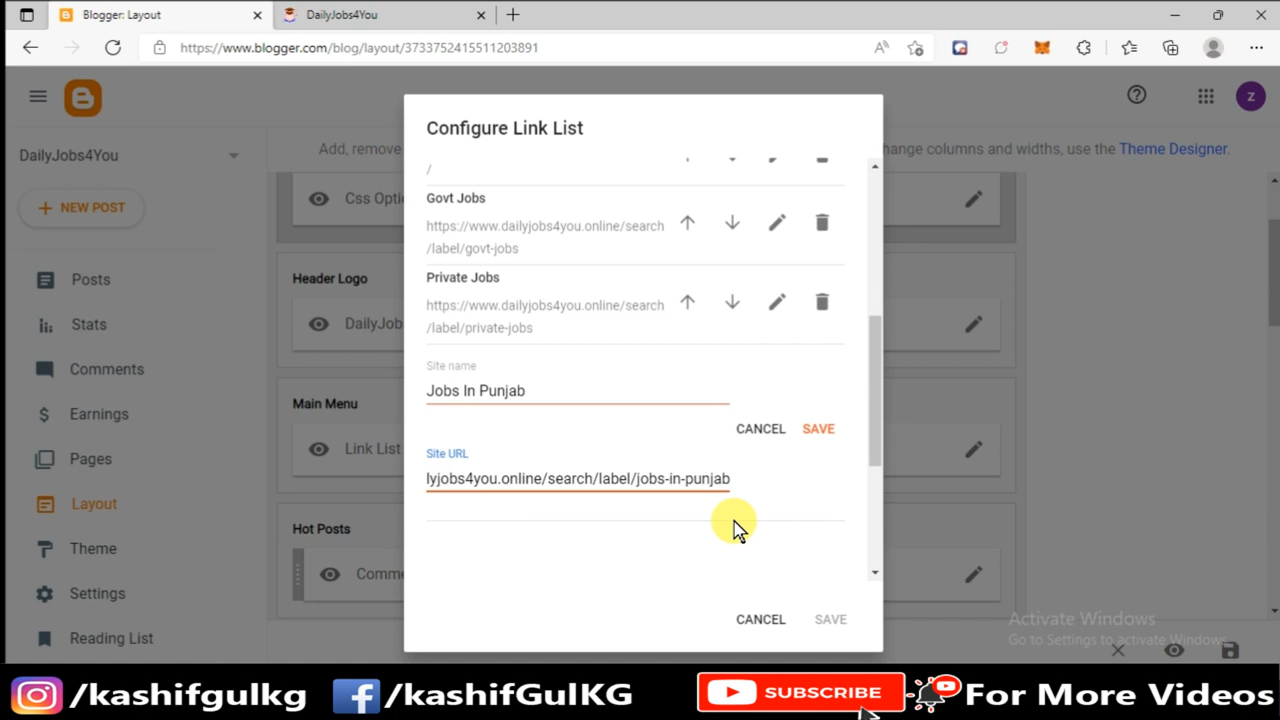 Blogger: Layout
DailyJobs4You
https://www.blogger.com/blog/layout/3733752415511203891
z
DailyJobs4You
NEW POST
Posts
Stats
Comments
Earnings
Pages
Layout
Theme
Settings
Reading List
Add, remove
hange columns and widths, use the Theme Designer.
Css Optio
Header Logo
DailyJob
Main Menu
Link List
Hot Posts
Comme
Configure Link List
/
Govt Jobs
https://www.dailyjobs4you.online/search
/label/govt-jobs
Private Jobs
https://www.dailyjobs4you.online/search
/label/private-jobs
Site name
Jobs In Punjab
CANCEL SAVE
Site URL
lyjobs4you.online/search/label/jobs-in-punjab
CANCEL SAVE
Activate Windows
Go to Settings to activate Windows.
/kashifgulkg
/kashifGulKG
SUBSCRIBE
For More Videos